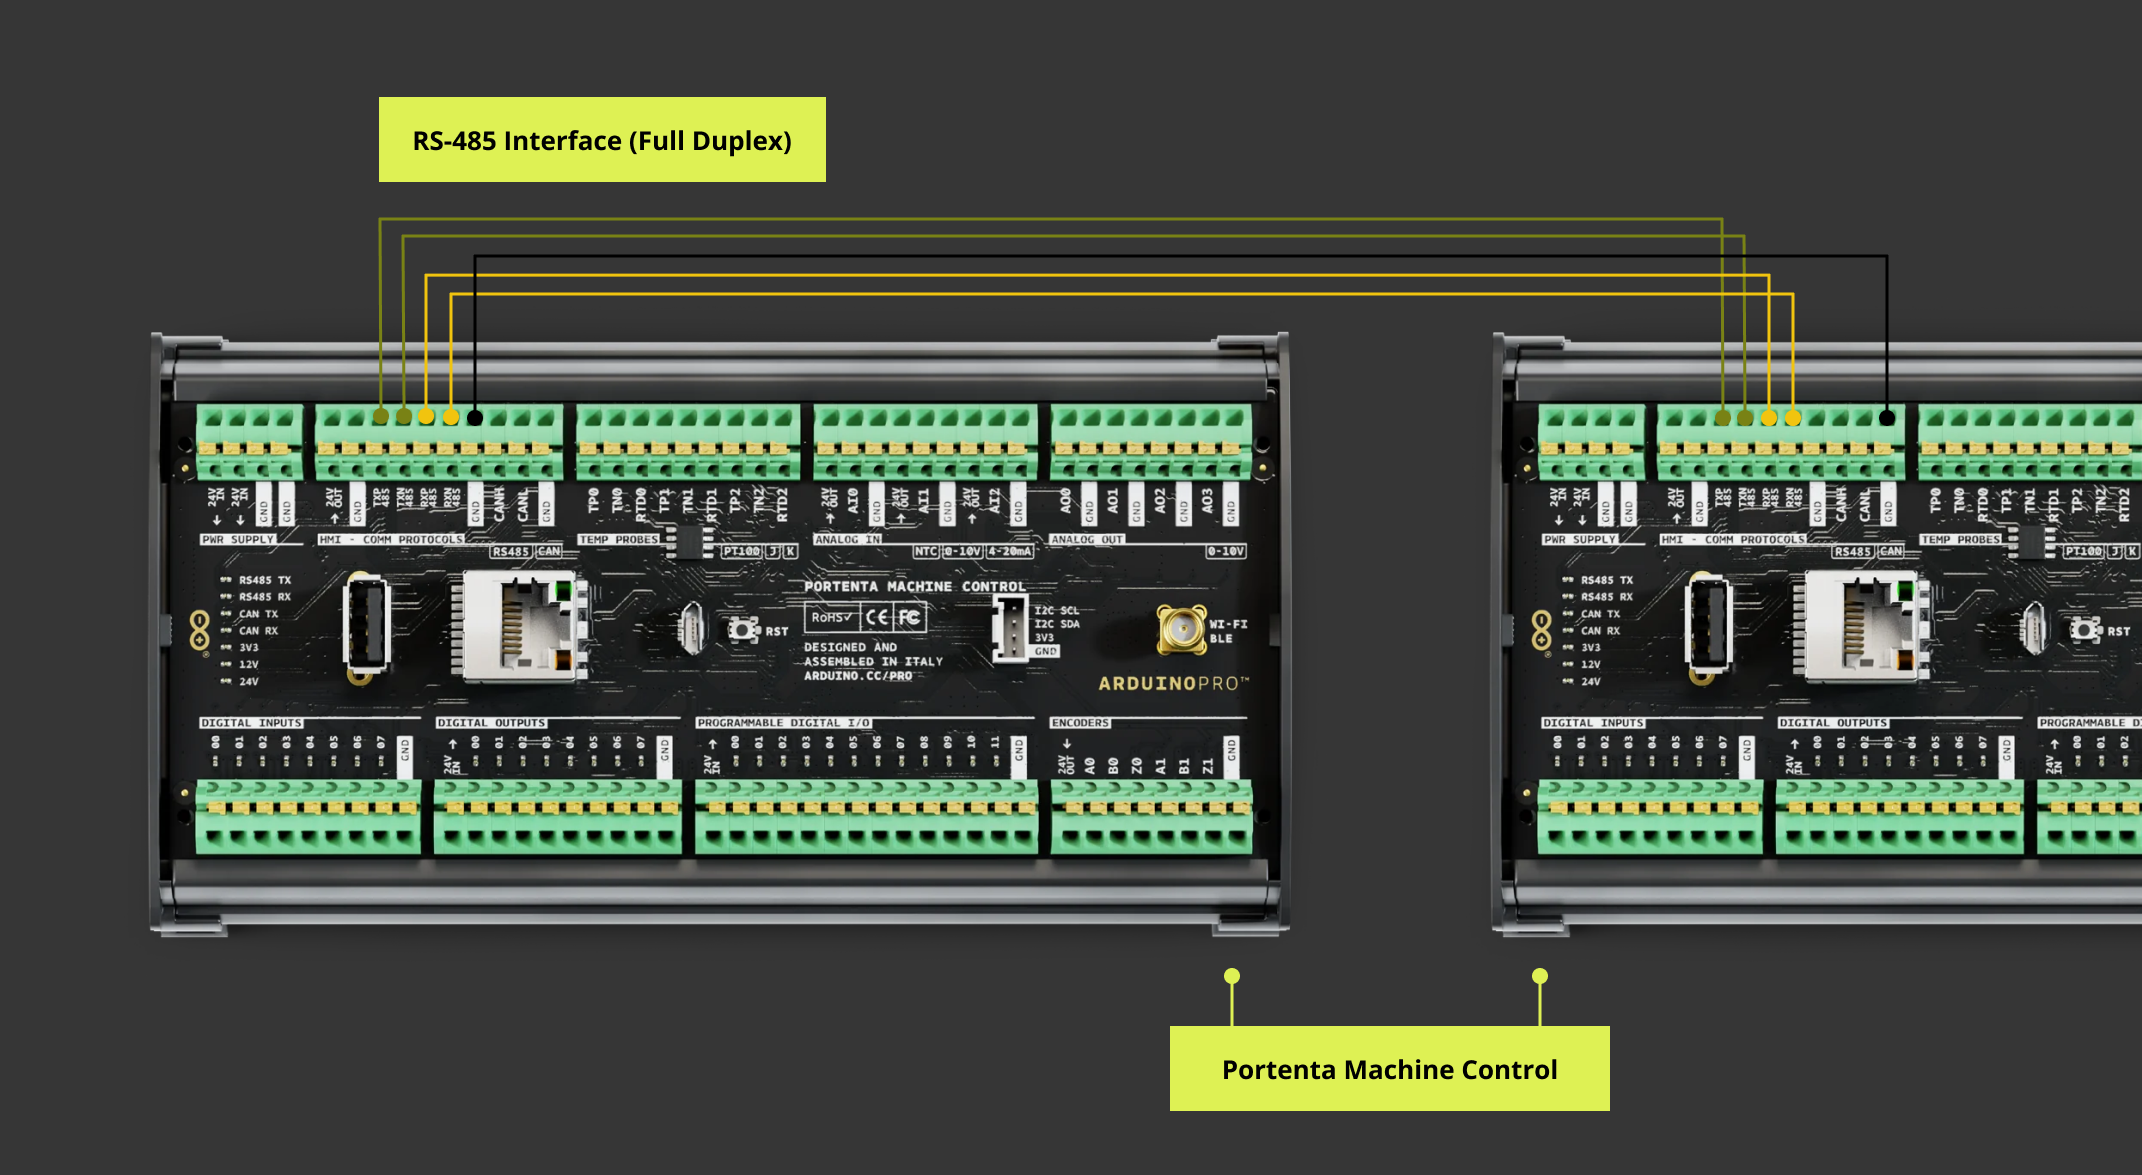 RS-485 Interface (Full Duplex)
24V IN 24V IN GND GND 24V OUT GND TXP 485 TXN 485 RXP 485 RXN 485 GND CANH CANL GND TP0 TN0 RTD0 TP1 TN1 RTD1 TP2 TN2 RTD2 24V OUT AI0 GND 24V OUT AI1 GND 24V OUT AI2 GND AO0 GND AO1 GND AO2 GND AO3 GND
PWR SUPPLY HMI - COMM PROTOCOLS TEMP PROBES ANALOG IN ANALOG OUT
RS485 CAN PT100 J K NTC 0-10V 4-20mA 0-10V
RS485 TX
RS485 RX
CAN TX
CAN RX
3V3
12V
24V
RST
PORTENTA MACHINE CONTROL
RoHS✓ CE FC
DESIGNED AND
ASSEMBLED IN ITALY
ARDUINO.CC/PRO
I2C SCL
I2C SDA
3V3
GND
WI-FI
BLE
ARDUINOPRO™
DIGITAL INPUTS DIGITAL OUTPUTS PROGRAMMABLE DIGITAL I/O ENCODERS
00 01 02 03 04 05 06 07 GND 24V IN 00 01 02 03 04 05 06 07 GND 24V IN 00 01 02 03 04 05 06 07 08 09 10 11 GND 24V OUT A0 B0 Z0 A1 B1 Z1 GND
24V IN 24V IN GND GND 24V OUT GND TXP 485 TXN 485 RXP 485 RXN 485 GND CANH CANL GND TP0 TN0 RTD0 TP1 TN1 RTD1 TP2 TN2 RTD2
PWR SUPPLY HMI - COMM PROTOCOLS TEMP PROBES
RS485 CAN PT100 J K
RS485 TX
RS485 RX
CAN TX
CAN RX
3V3
12V
24V
RST
DIGITAL INPUTS DIGITAL OUTPUTS PROGRAMMABLE DI
00 01 02 03 04 05 06 07 GND 24V IN 00 01 02 03 04 05 06 07 GND 24V IN 00 01 02
Portenta Machine Control